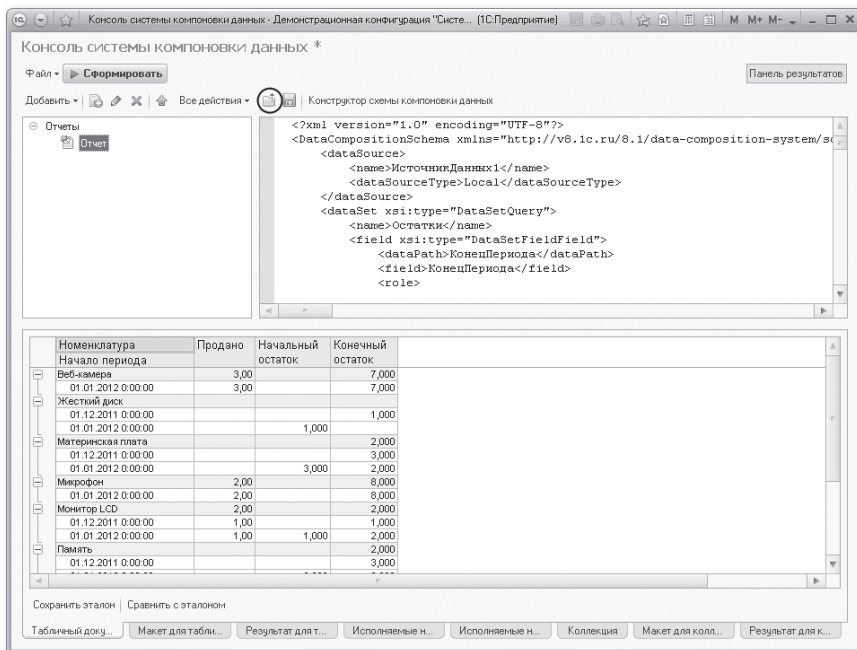 Консоль системы компоновки данных - Демонстрационная конфигурация "Систе... (1С:Предприятие) M M+ M-
Консоль системы компоновки данных *
Файл Сформировать Панель результатов
Добавить Все действия Конструктор схемы компоновки данных
Отчеты
Отчет
<?xml version="1.0" encoding="UTF-8"?>
<DataCompositionSchema xmlns="http://v8.1c.ru/8.1/data-composition-system/sc
<dataSource>
<name>ИсточникДанных1</name>
<dataSourceType>Local</dataSourceType>
</dataSource>
<dataSet xsi:type="DataSetQuery">
<name>Остатки</name>
<field xsi:type="DataSetFieldField">
<dataPath>КонецПериода</dataPath>
<field>КонецПериода</field>
<role>
Номенклатура Продано Начальный Конечный
Начало периода остаток остаток
Веб-камера 3,00 7,000
01.01.2012 0:00:00 3,00 7,000
Жесткий диск
01.12.2011 0:00:00 1,000
01.01.2012 0:00:00 1,000
Материнская плата 2,000
01.12.2011 0:00:00 3,000
01.01.2012 0:00:00 3,000 2,000
Микрофон 2,00 8,000
01.01.2012 0:00:00 2,00 8,000
Монитор LCD 2,00 2,000
01.12.2011 0:00:00 1,00 1,000
01.01.2012 0:00:00 1,00 1,000 2,000
Память 2,000
01.12.2011 0:00:00 3,000
Сохранить эталон Сравнить с эталоном
Табличный доку... Макет для табли... Результат для т... Исполняемые н... Исполняемые н... Коллекция Макет для колл... Результат для к...